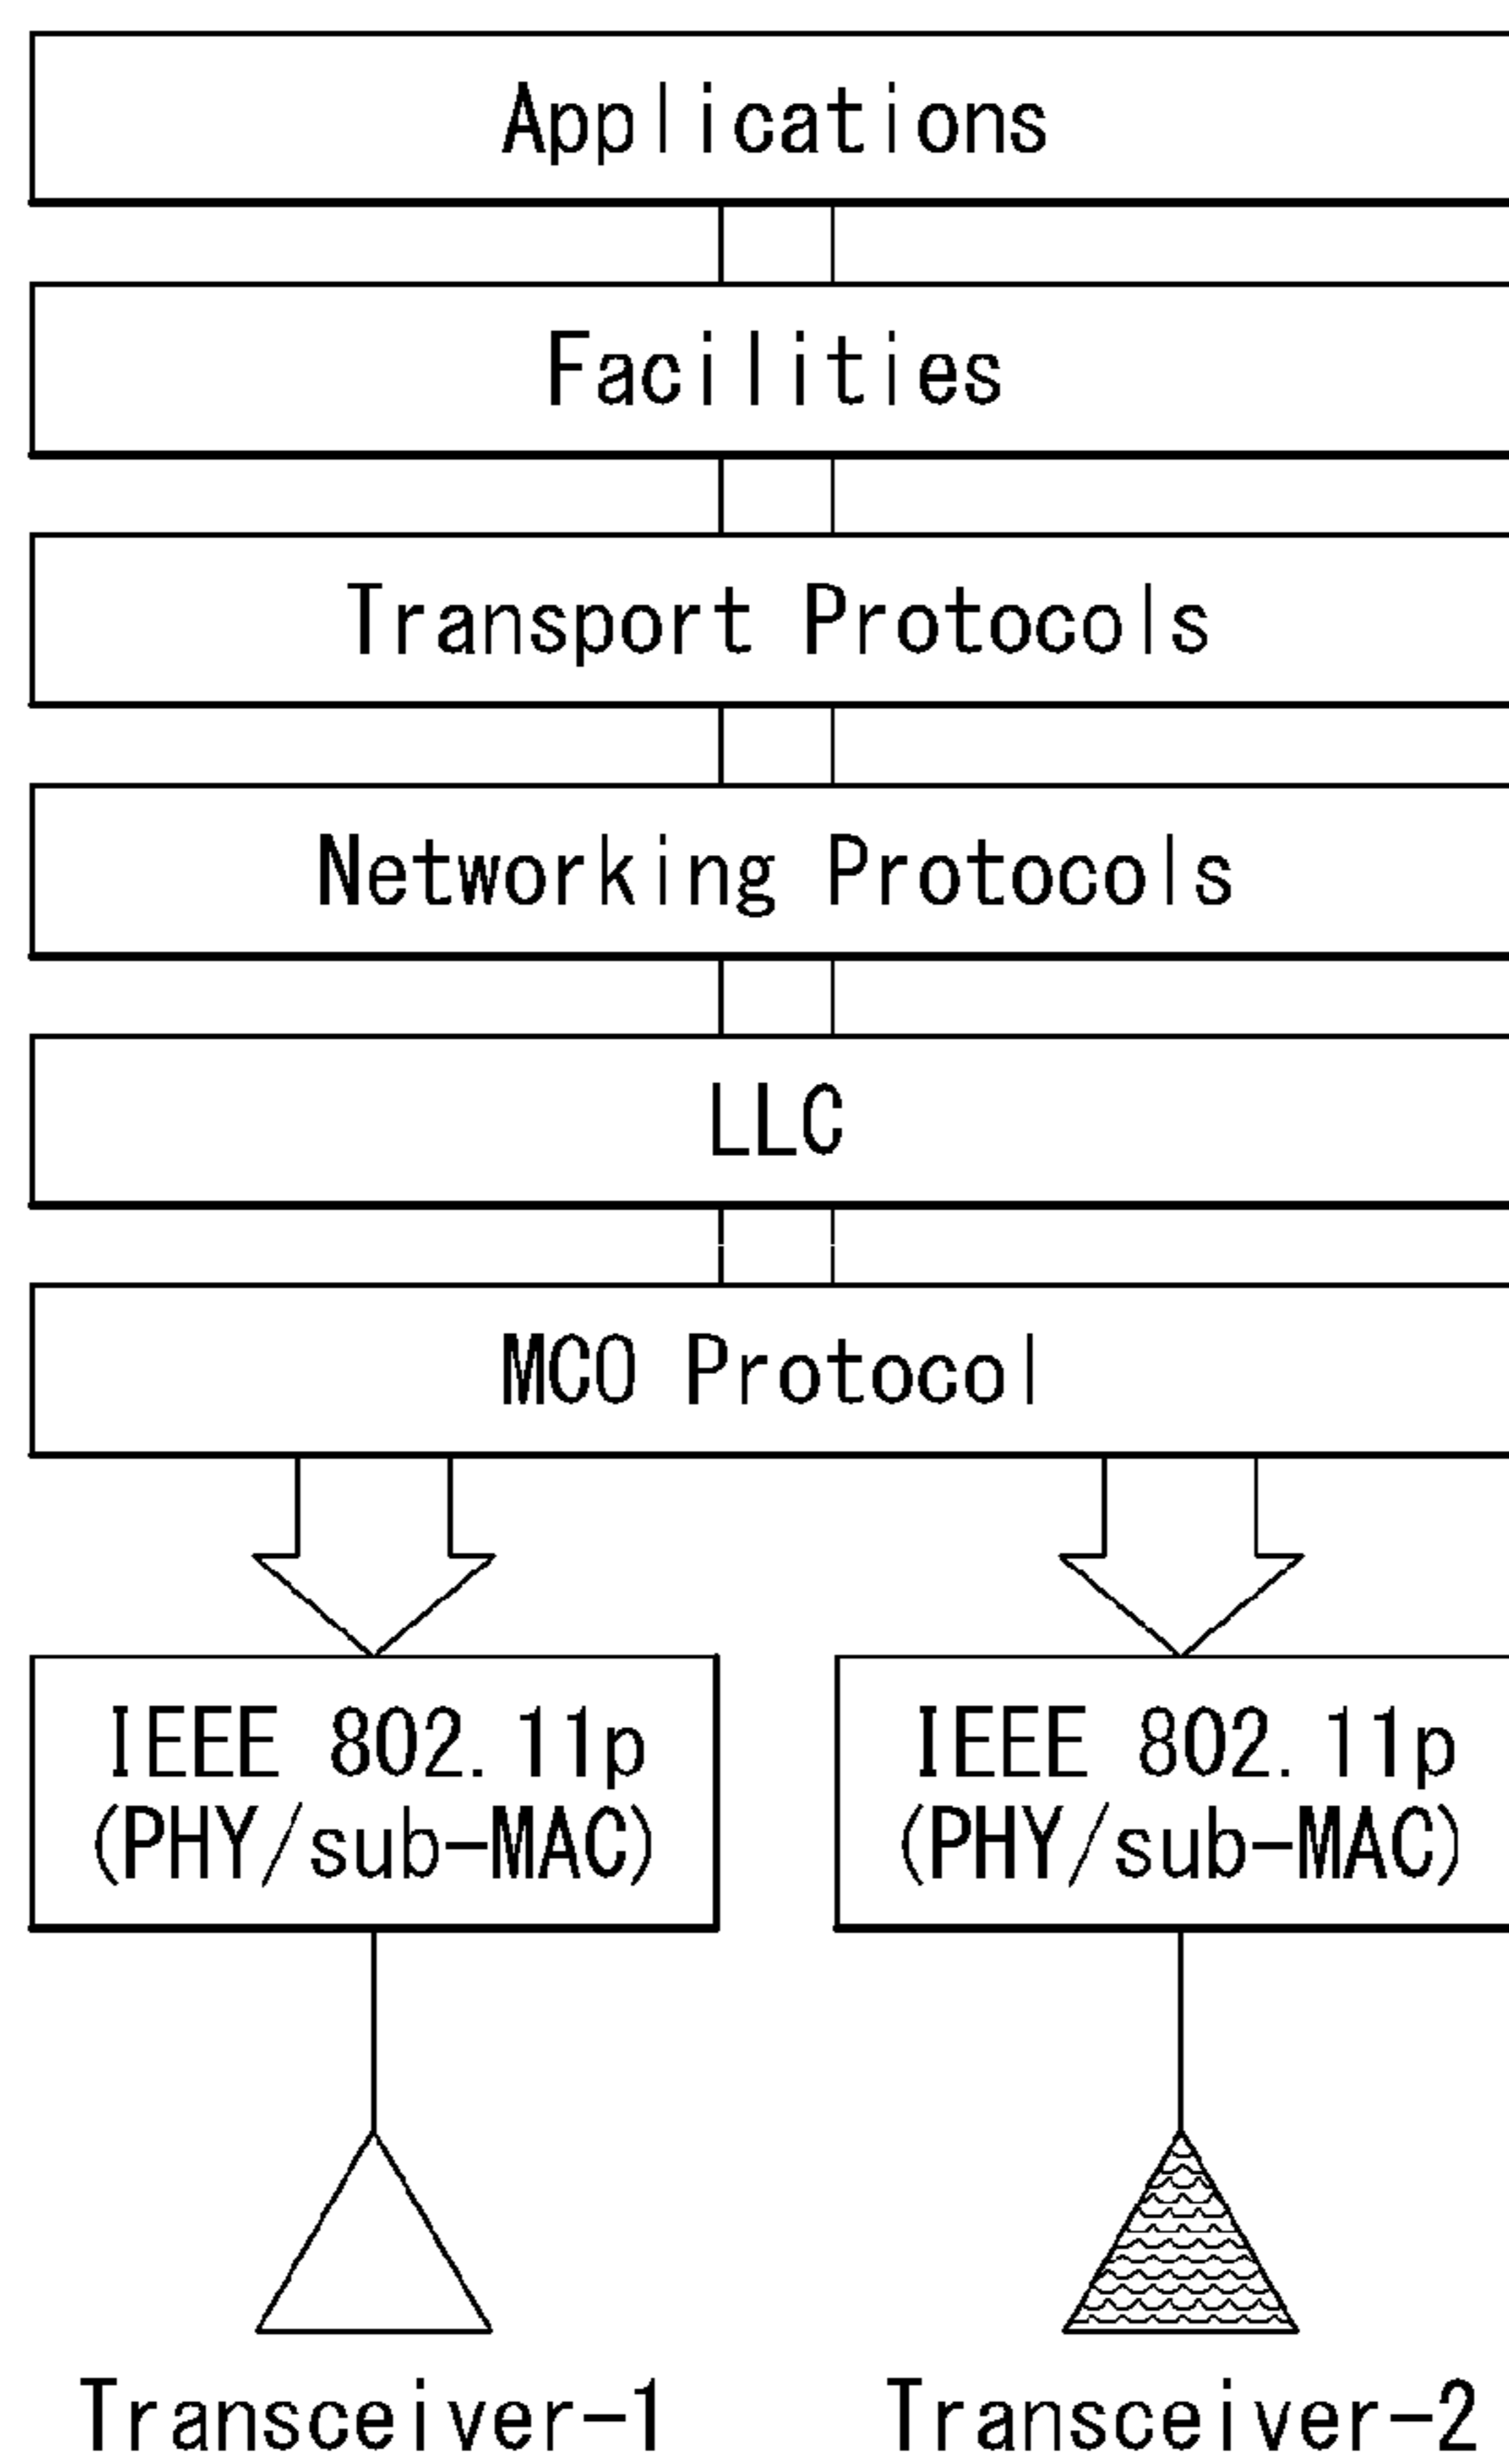 Applications
Facilities
Transport Protocols
Networking Protocols
LLC
MCO Protocol
IEEE 802.11p
(PHY/sub-MAC)
IEEE 802.11p
(PHY/sub-MAC)
Transceiver-1
Transceiver-2